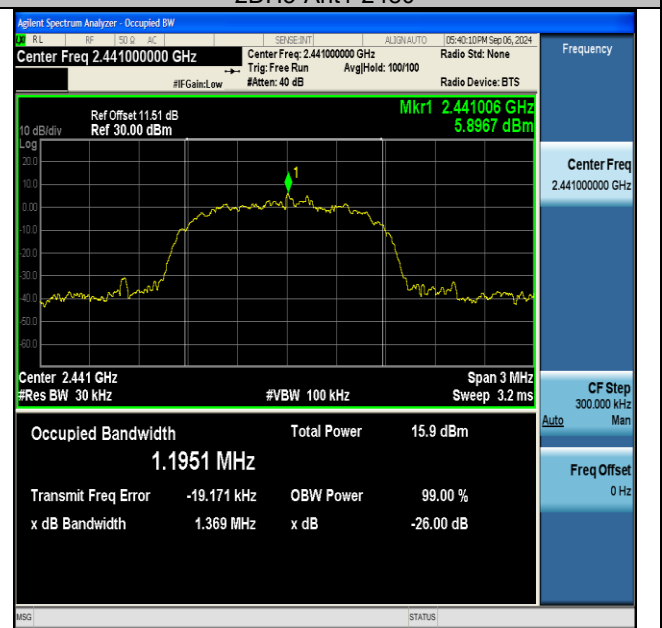 Agilent Spectrum Analyzer - Occupied BW
RL RF 50 Ω AC SENSE:INT ALIGN AUTO 05:40:10 PM Sep 06, 2024
Center Freq 2.441000000 GHz
Center Freq: 2.441000000 GHz
Radio Std: None
Trig: Free Run Avg|Hold: 100/100
#IFGain:Low #Atten: 40 dB Radio Device: BTS
Mkr1 2.441006 GHz
5.8967 dBm
Ref Offset 11.51 dB
10 dB/div Ref 30.00 dBm
Log
20.0
10.0
0.00
-10.0
-20.0
-30.0
-40.0
-50.0
-60.0
1
Center 2.441 GHz Span 3 MHz
#Res BW 30 kHz #VBW 100 kHz Sweep 3.2 ms
Occupied Bandwidth Total Power 15.9 dBm
1.1951 MHz
Transmit Freq Error -19.171 kHz OBW Power 99.00 %
x dB Bandwidth 1.369 MHz x dB -26.00 dB
MSG STATUS
Frequency
Center Freq
2.441000000 GHz
CF Step
300.000 kHz
Auto Man
Freq Offset
0 Hz